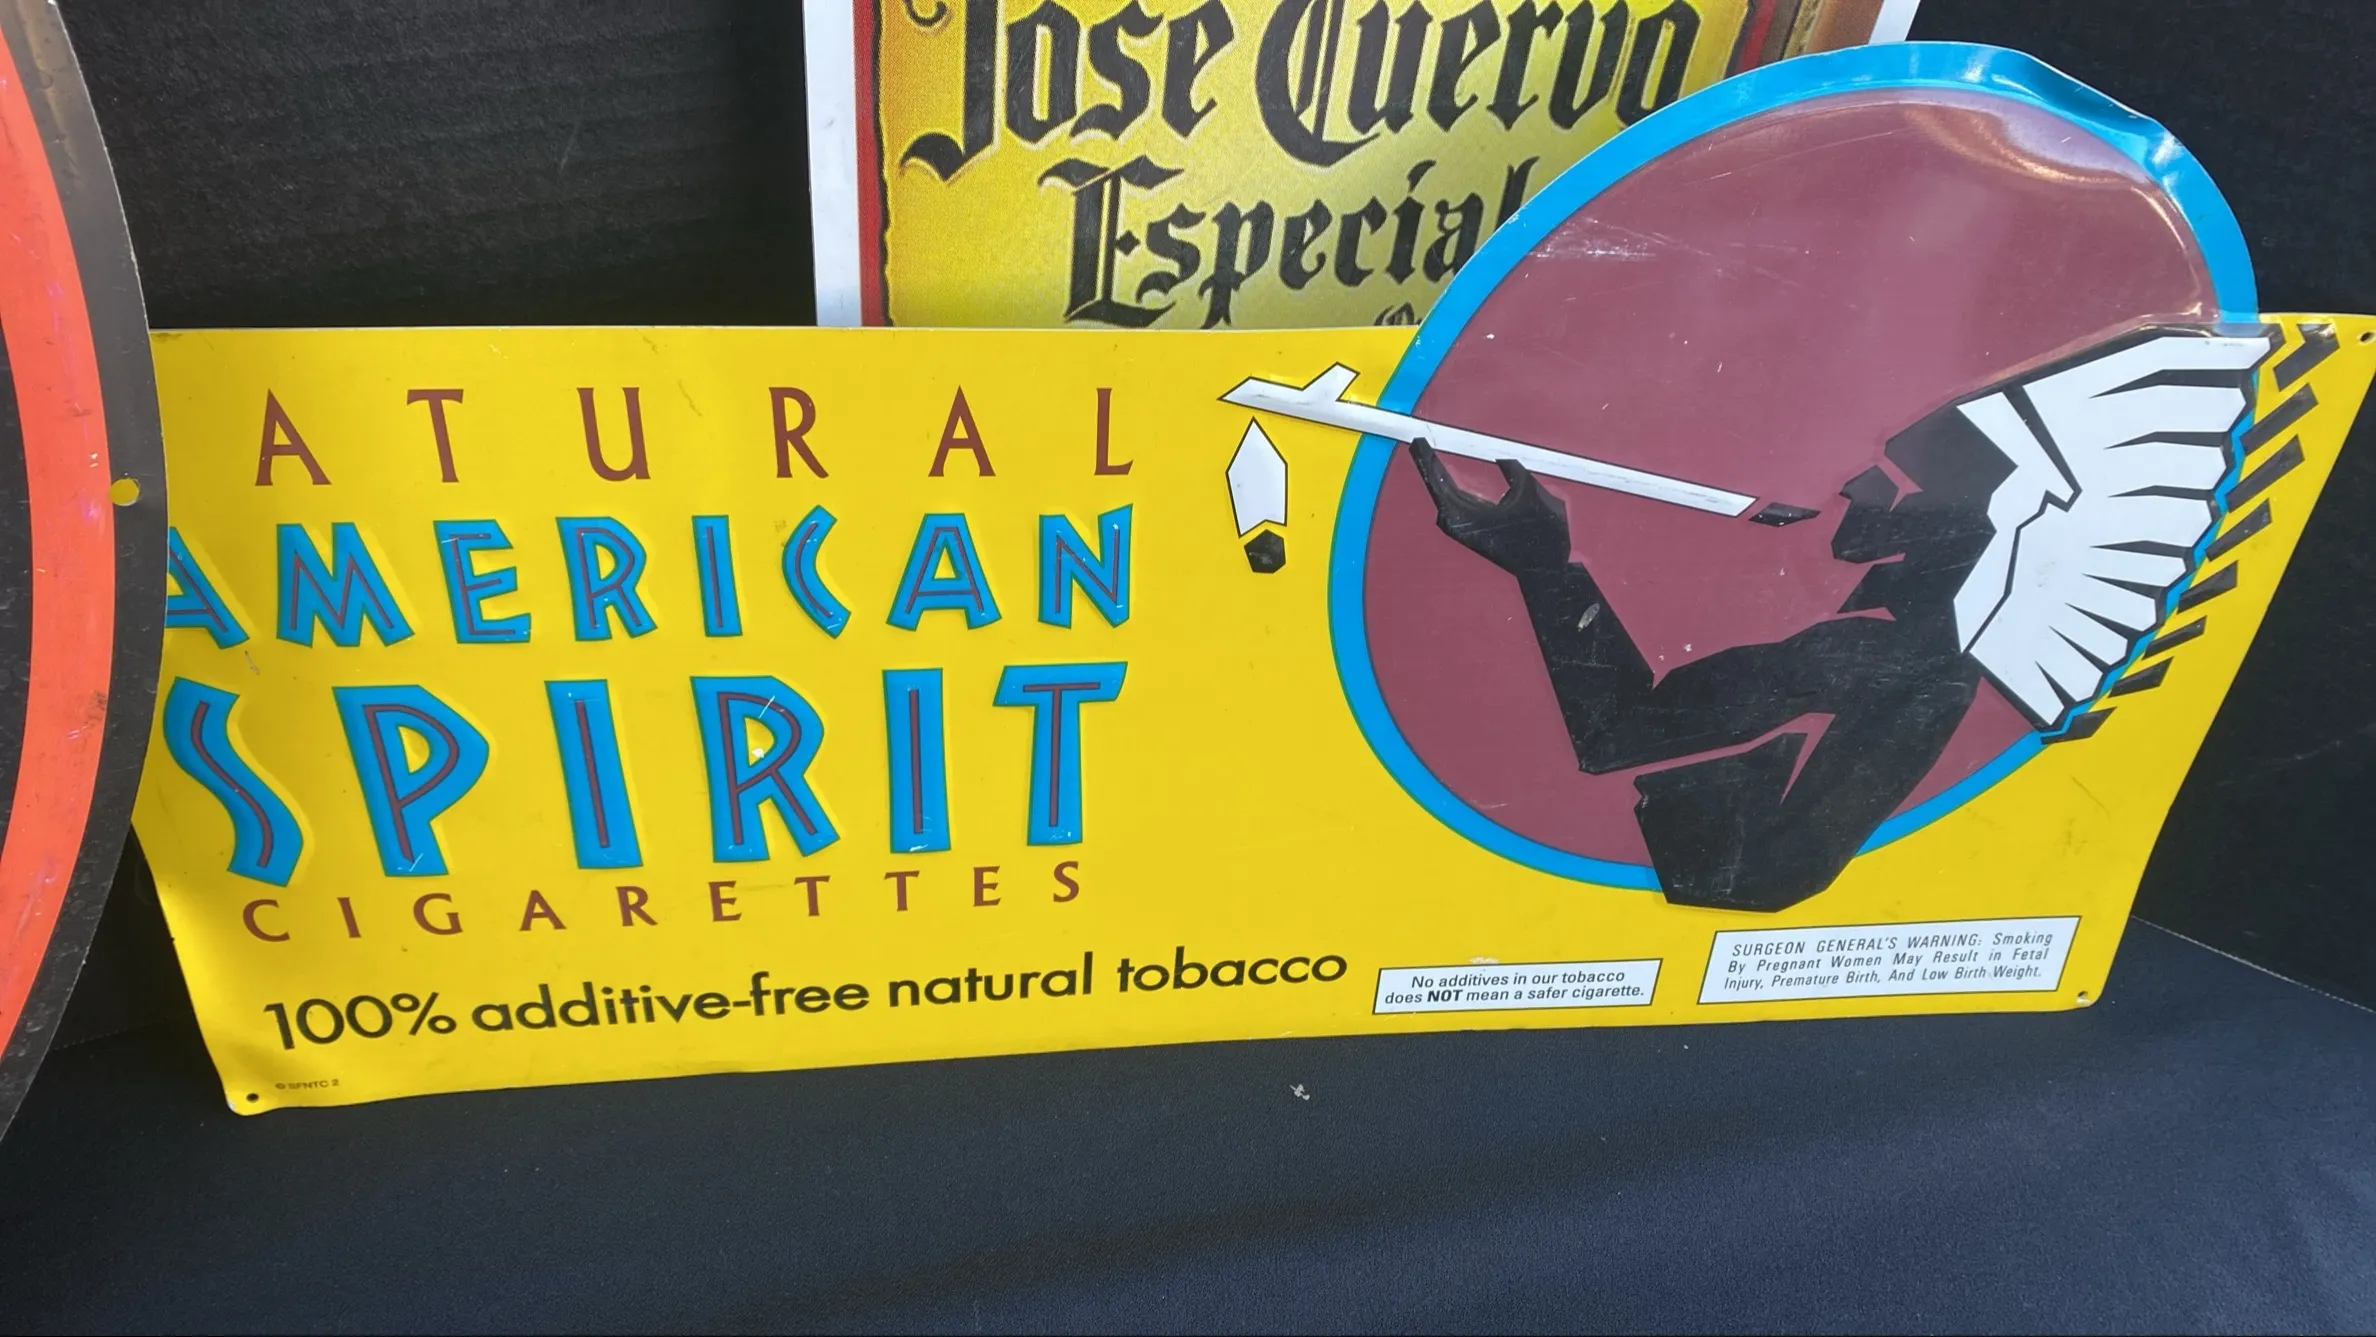 Jose Cuervo
Especial
ATURAL
AMERICAN
SPIRIT
CIGARETTES
100% additive-free natural tobacco
No additives in our tobacco
does NOT mean a safer cigarette.
SURGEON GENERAL'S WARNING: Smoking
By Pregnant Women May Result in Fetal
Injury, Premature Birth, And Low Birth Weight.
© SFNTC 2